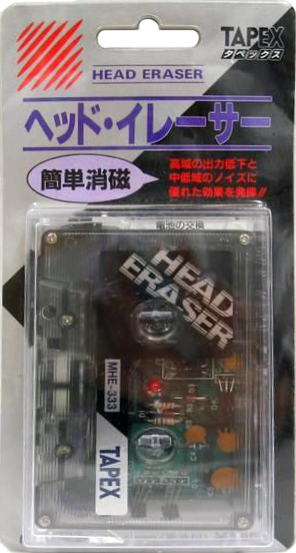 TAPEX
タペックス
HEAD ERASER
ヘッド・イレーサー
簡単消磁
高域の出力低下と
中低域のノイズに
優れた効果を発揮!!
電池の交換
HEAD
ERASER
MHE-333
TAPEX